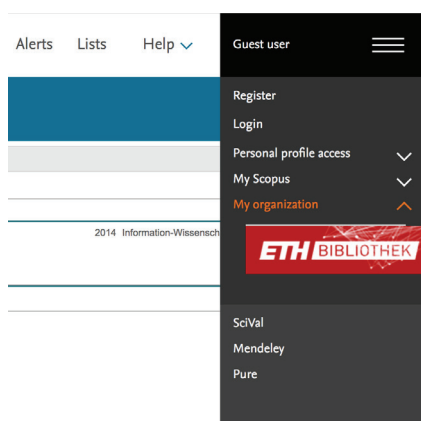 Alerts Lists Help
Guest user
Register
Login
Personal profile access
My Scopus
My organization
2014 Information-Wissensch
ETH BIBLIOTHEK
SciVal
Mendeley
Pure